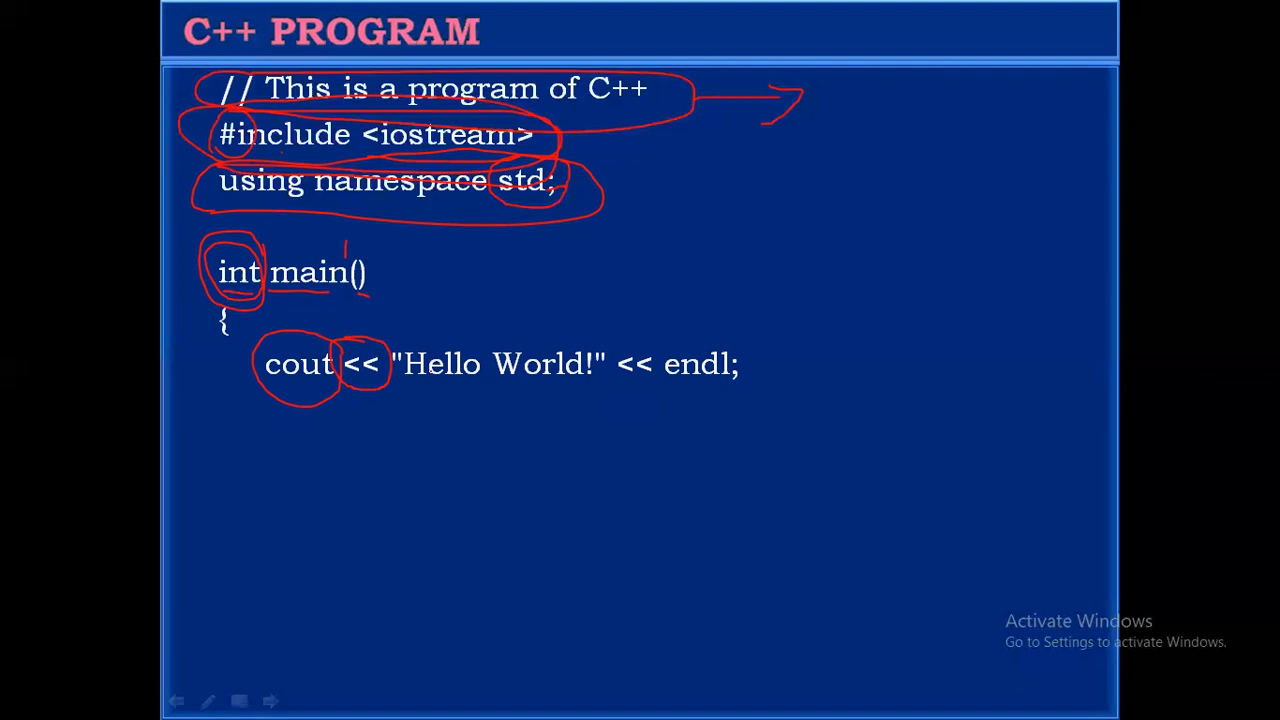 C++ PROGRAM
// This is a program of C++
#include <iostream>
using namespace std;
int main()
{
cout << "Hello World!" << endl;
Activate Windows
Go to Settings to activate Windows.